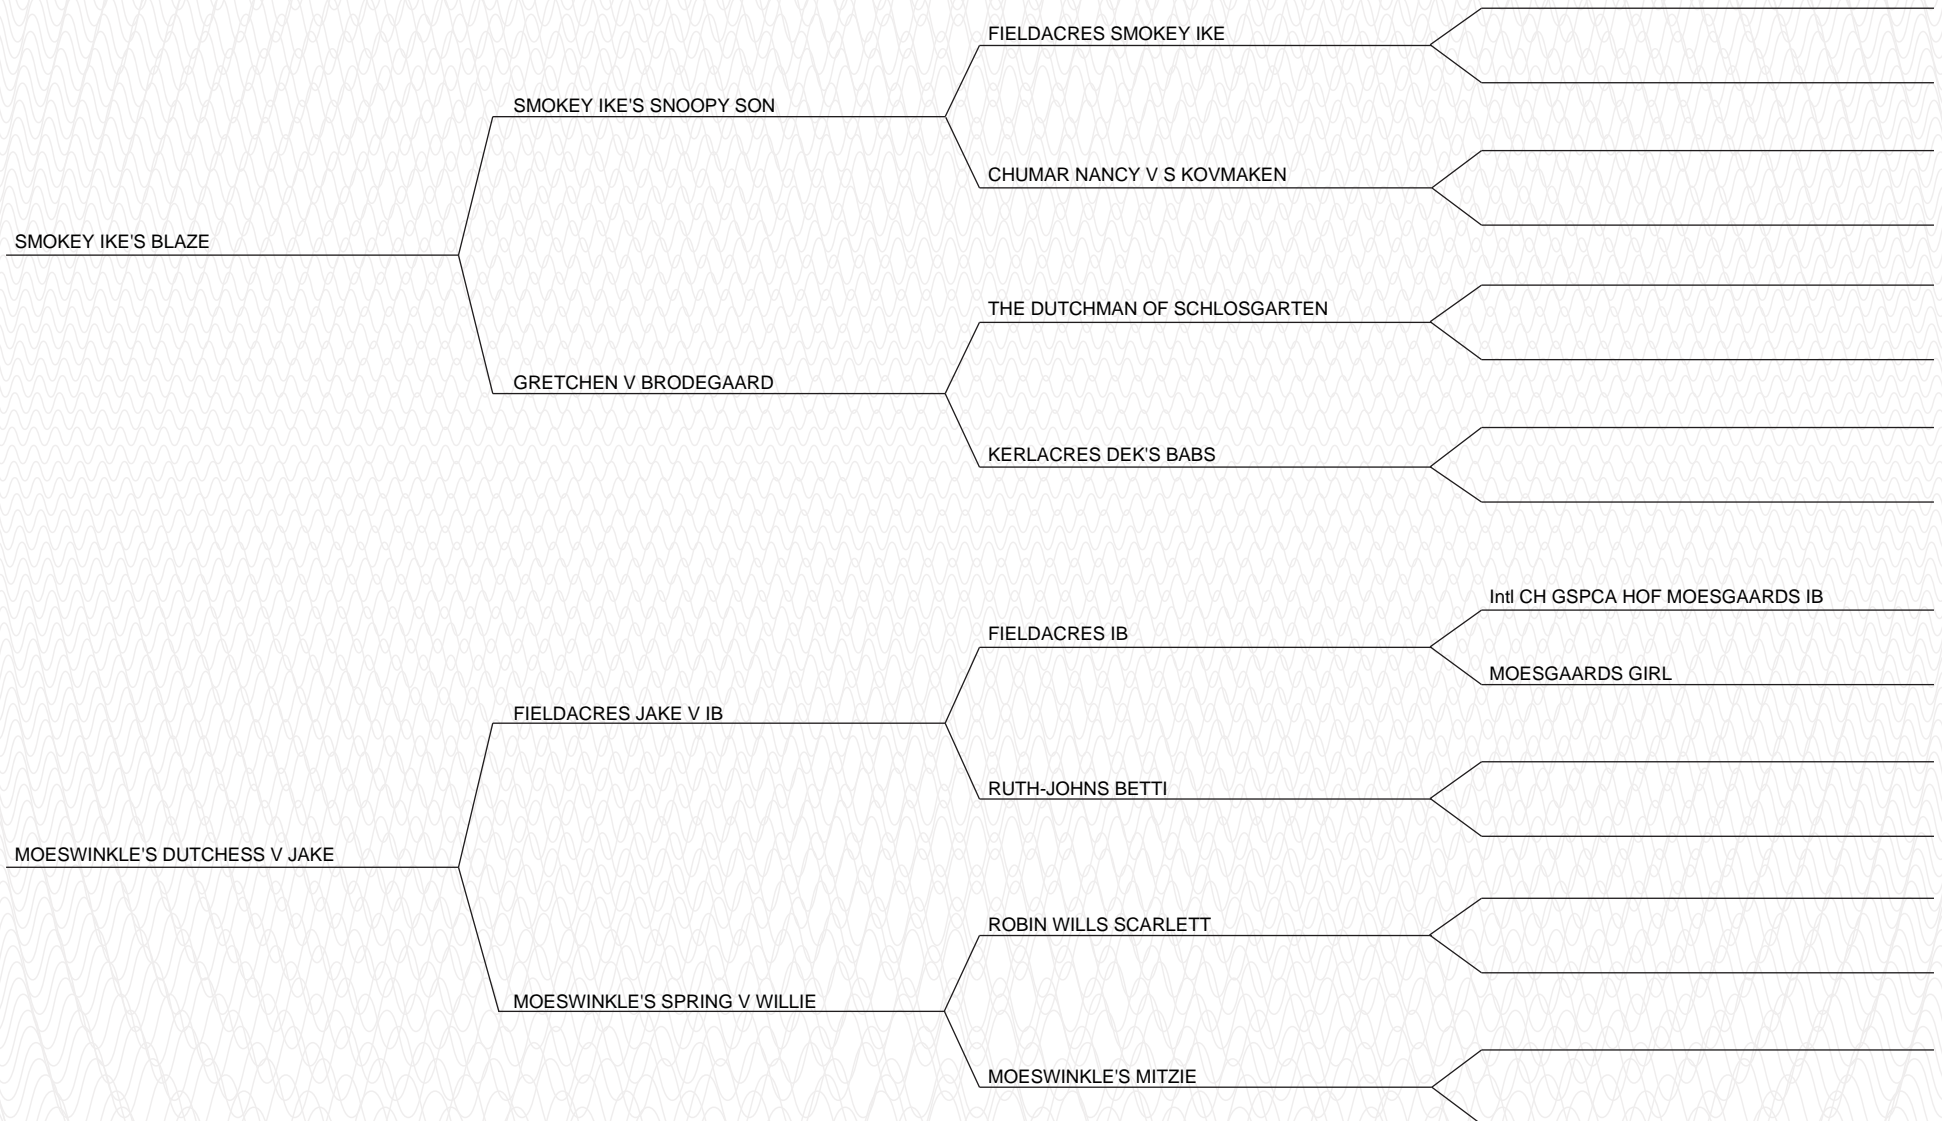 FIELDACRES SMOKEY IKE
SMOKEY IKE'S SNOOPY SON
CHUMAR NANCY V S KOVMAKEN
SMOKEY IKE'S BLAZE
THE DUTCHMAN OF SCHLOSGARTEN
GRETCHEN V BRODEGAARD
KERLACRES DEK'S BABS
Intl CH GSPCA HOF MOESGAARDS IB
FIELDACRES IB
MOESGAARDS GIRL
FIELDACRES JAKE V IB
RUTH-JOHNS BETTI
MOESWINKLE'S DUTCHESS V JAKE
ROBIN WILLS SCARLETT
MOESWINKLE'S SPRING V WILLIE
MOESWINKLE'S MITZIE